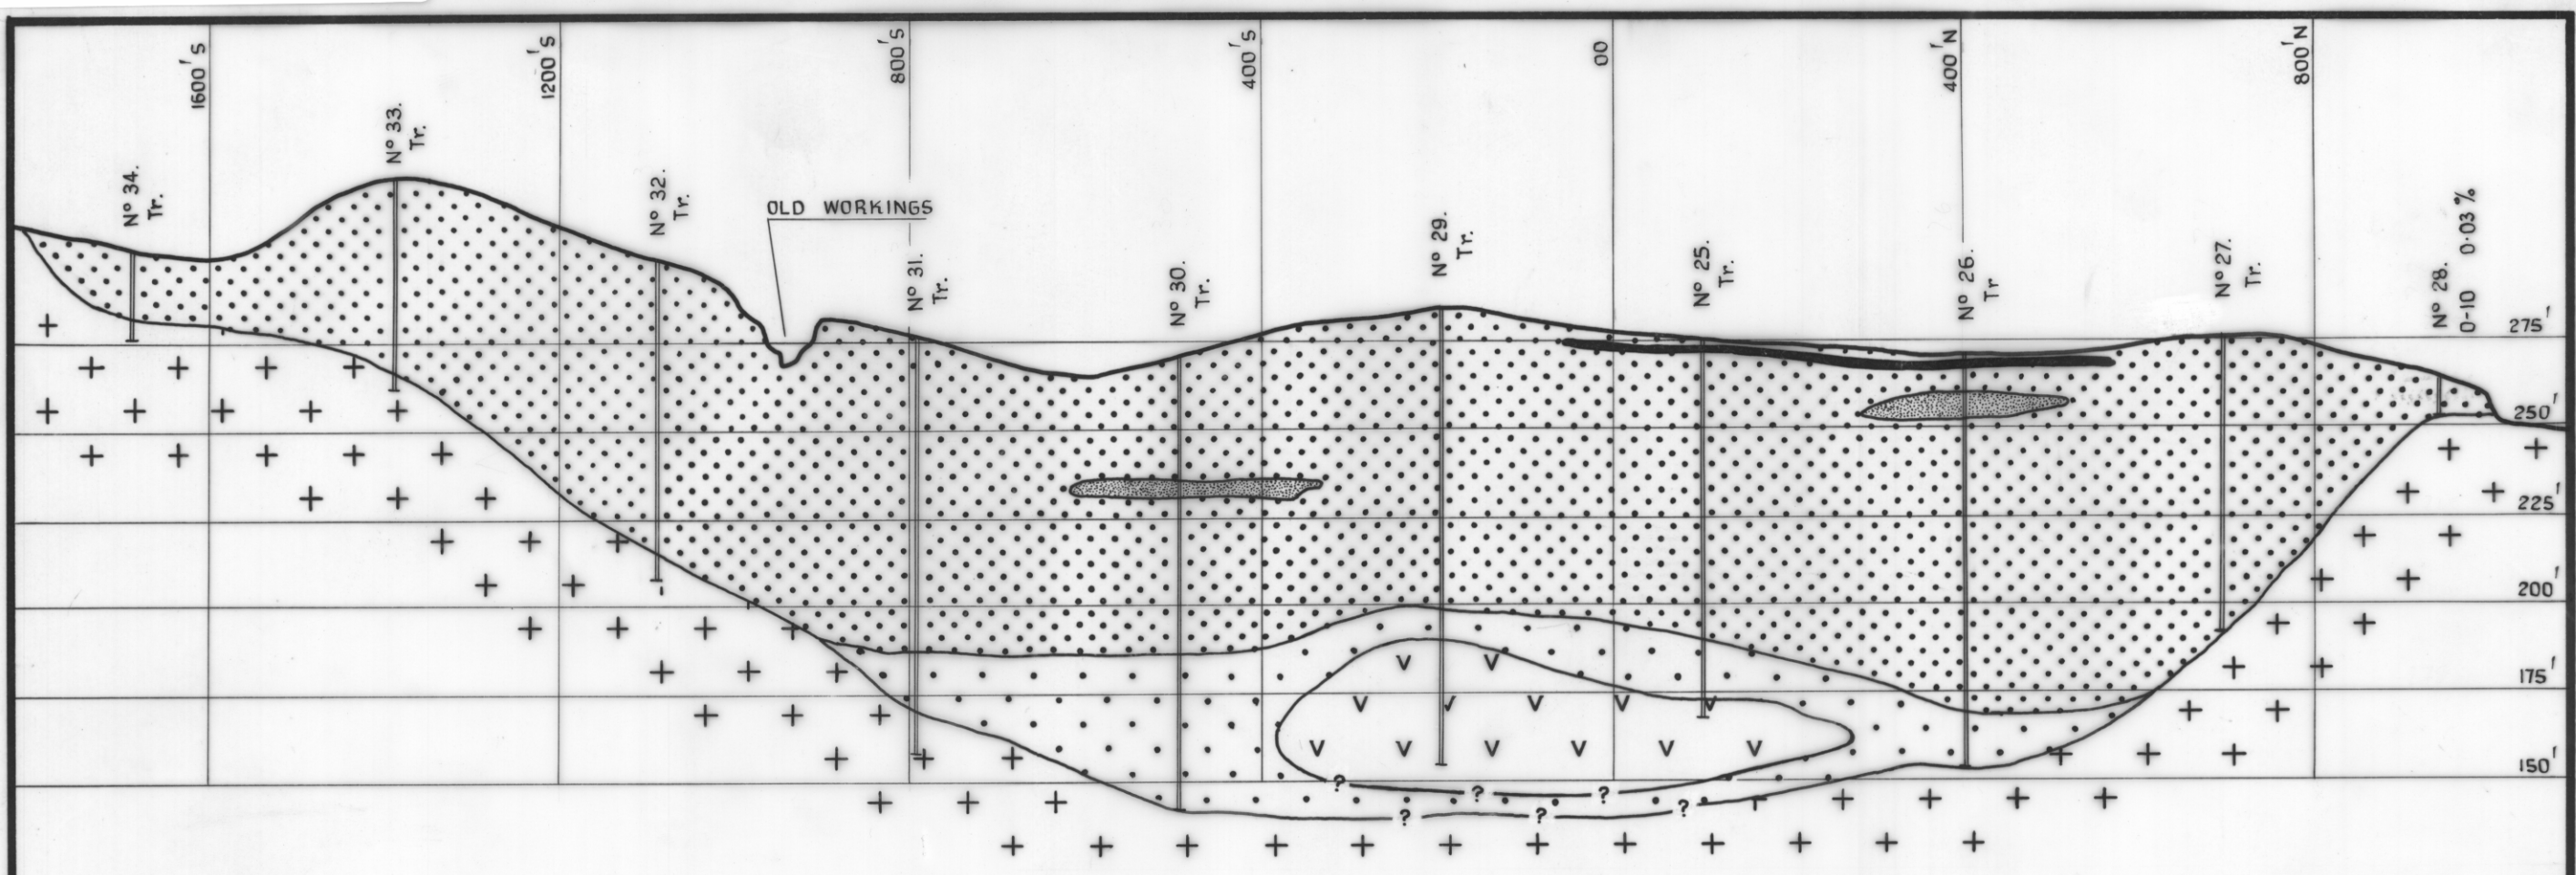 1600'S
1200'S
800'S
400'S
00
400'N
800'N
Nº 34.
Tr.
Nº 33.
Tr.
Nº 32.
Tr.
OLD WORKINGS
Nº 31.
Tr.
Nº 30.
Tr.
Nº 29.
Tr.
Nº 25.
Tr.
Nº 26.
Tr
Nº 27.
Tr.
Nº 28.
0-10 0·03 %
275'
250'
225'
200'
175'
150'
V V
V V V V V
V V V V V V
? ? ?
? ? ?